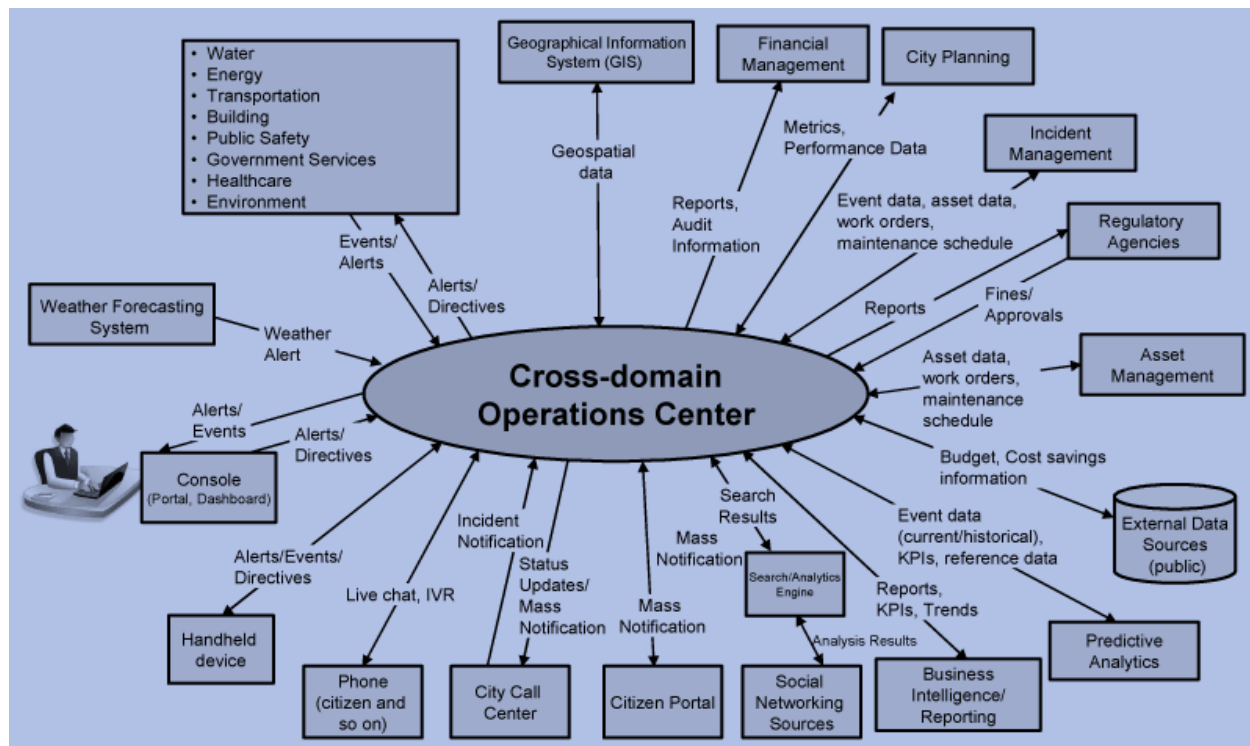 • Water
• Energy
• Transportation
• Building
• Public Safety
• Government Services
• Healthcare
• Environment
Geographical Information
System (GIS)
Financial
Management
City Planning
Incident
Management
Regulatory
Agencies
Asset
Management
Weather Forecasting
System
Events/
Alerts
Alerts/
Directives
Geospatial
data
Reports,
Audit
Information
Metrics,
Performance Data
Event data, asset data,
work orders,
maintenance schedule
Reports
Fines/
Approvals
Weather
Alert
Cross-domain
Operations Center
Asset data,
work orders,
maintenance
schedule
Alerts/
Events
Alerts/
Directives
Console
(Portal, Dashboard)
Budget, Cost savings
information
External Data
Sources
(public)
Alerts/Events/
Directives
Handheld
device
Live chat, IVR
Phone
(citizen and
so on)
Incident
Notification
Status
Updates/
Mass
Notification
City Call
Center
Mass
Notification
Citizen Portal
Mass
Notification
Search
Results
Search/Analytics
Engine
Analysis Results
Social
Networking
Sources
Event data
(current/historical),
KPIs, reference data
Reports,
KPIs, Trends
Business
Intelligence/
Reporting
Predictive
Analytics